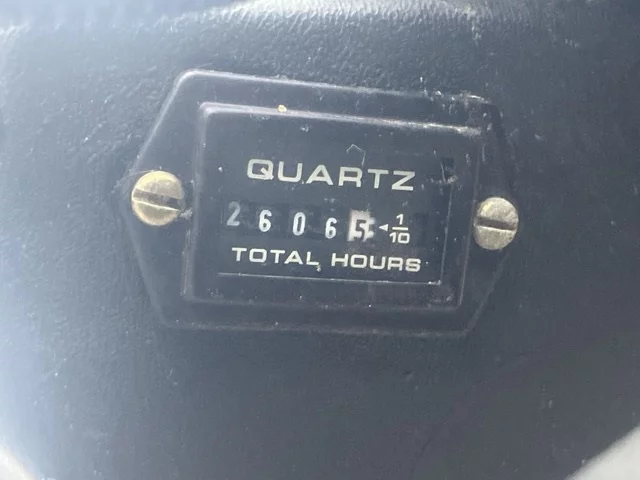 QUARTZ
26065 ◂ 1/10
TOTAL HOURS